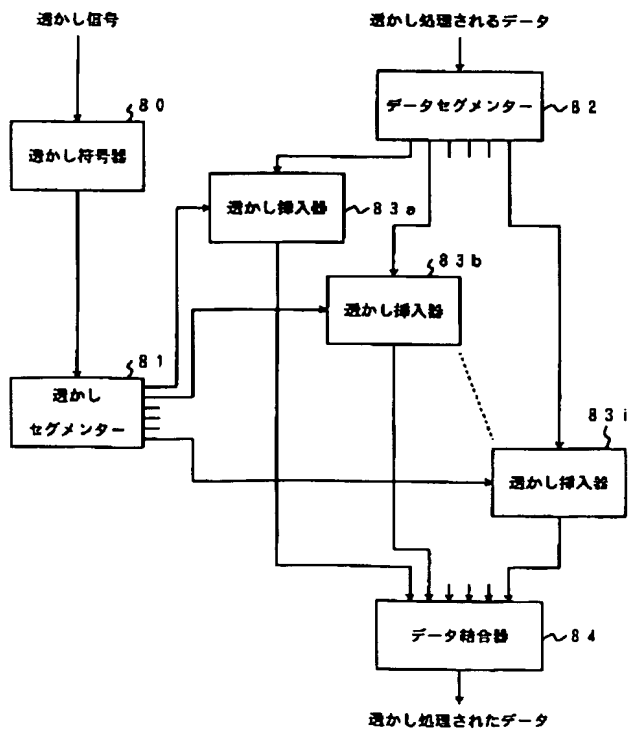 透かし信号
透かし処理されるデータ
80
透かし符号器
データセグメンター
82
透かし挿入器
83a
83b
透かし挿入器
81
透かし
セグメンター
83i
透かし挿入器
データ結合器
84
透かし処理されたデータ